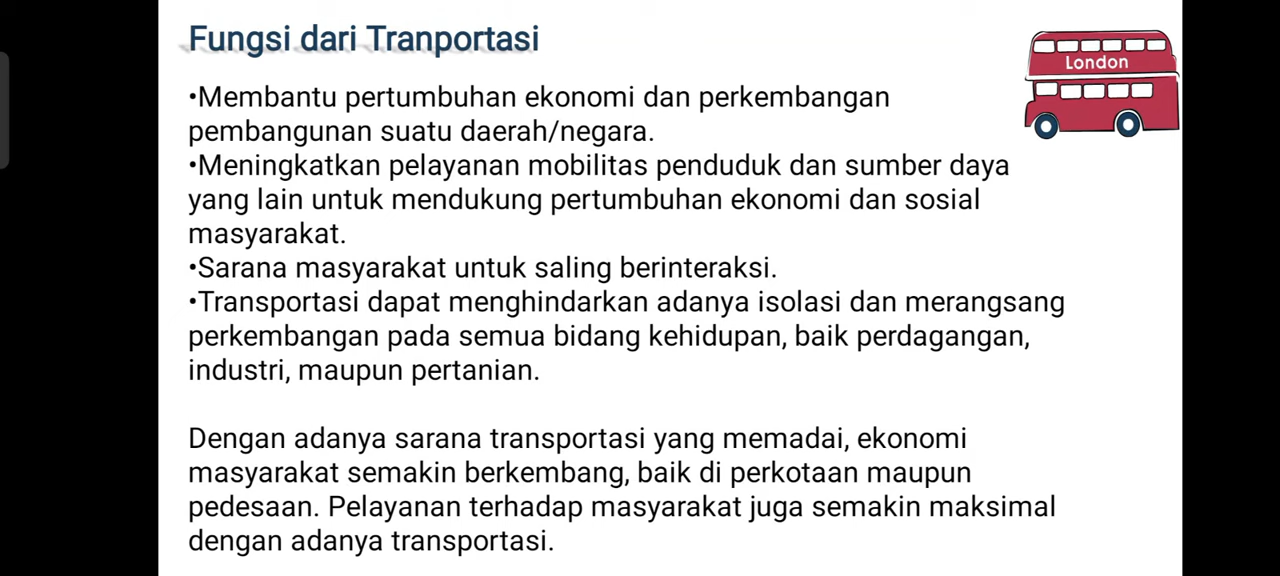 Fungsi dari Tranportasi
London
•Membantu pertumbuhan ekonomi dan perkembangan
pembangunan suatu daerah/negara.
•Meningkatkan pelayanan mobilitas penduduk dan sumber daya
yang lain untuk mendukung pertumbuhan ekonomi dan sosial
masyarakat.
•Sarana masyarakat untuk saling berinteraksi.
•Transportasi dapat menghindarkan adanya isolasi dan merangsang
perkembangan pada semua bidang kehidupan, baik perdagangan,
industri, maupun pertanian.
Dengan adanya sarana transportasi yang memadai, ekonomi
masyarakat semakin berkembang, baik di perkotaan maupun
pedesaan. Pelayanan terhadap masyarakat juga semakin maksimal
dengan adanya transportasi.